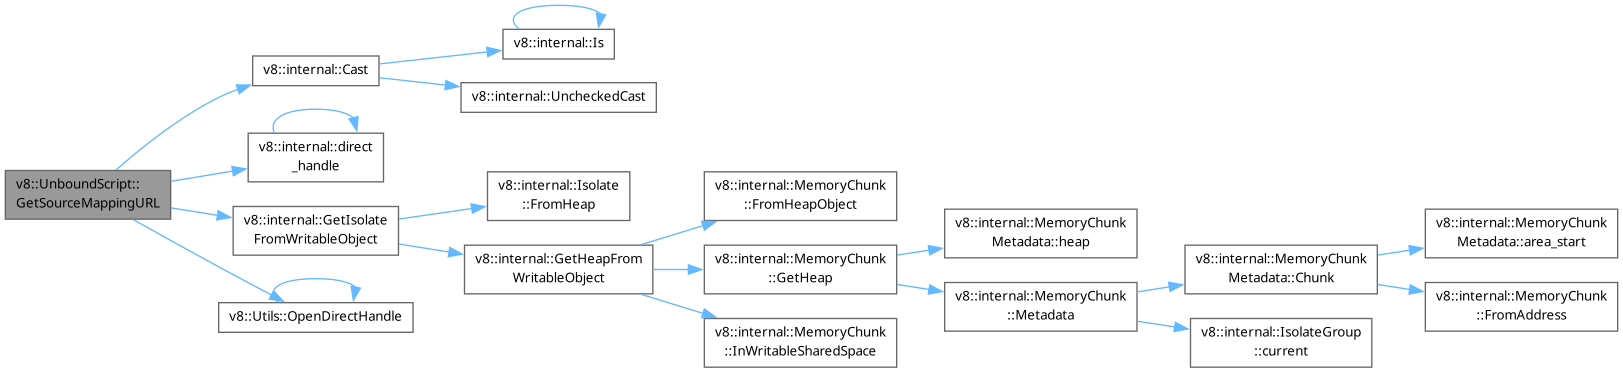 v8::UnboundScript::
GetSourceMappingURL
v8::internal::Cast
v8::internal::Is
v8::internal::UncheckedCast
v8::internal::direct
_handle
v8::internal::GetIsolate
FromWritableObject
v8::internal::Isolate
::FromHeap
v8::internal::GetHeapFrom
WritableObject
v8::internal::MemoryChunk
::FromHeapObject
v8::internal::MemoryChunk
::GetHeap
v8::internal::MemoryChunk
Metadata::heap
v8::internal::MemoryChunk
::Metadata
v8::internal::MemoryChunk
Metadata::Chunk
v8::internal::MemoryChunk
Metadata::area_start
v8::internal::MemoryChunk
::FromAddress
v8::internal::IsolateGroup
::current
v8::internal::MemoryChunk
::InWritableSharedSpace
v8::Utils::OpenDirectHandle